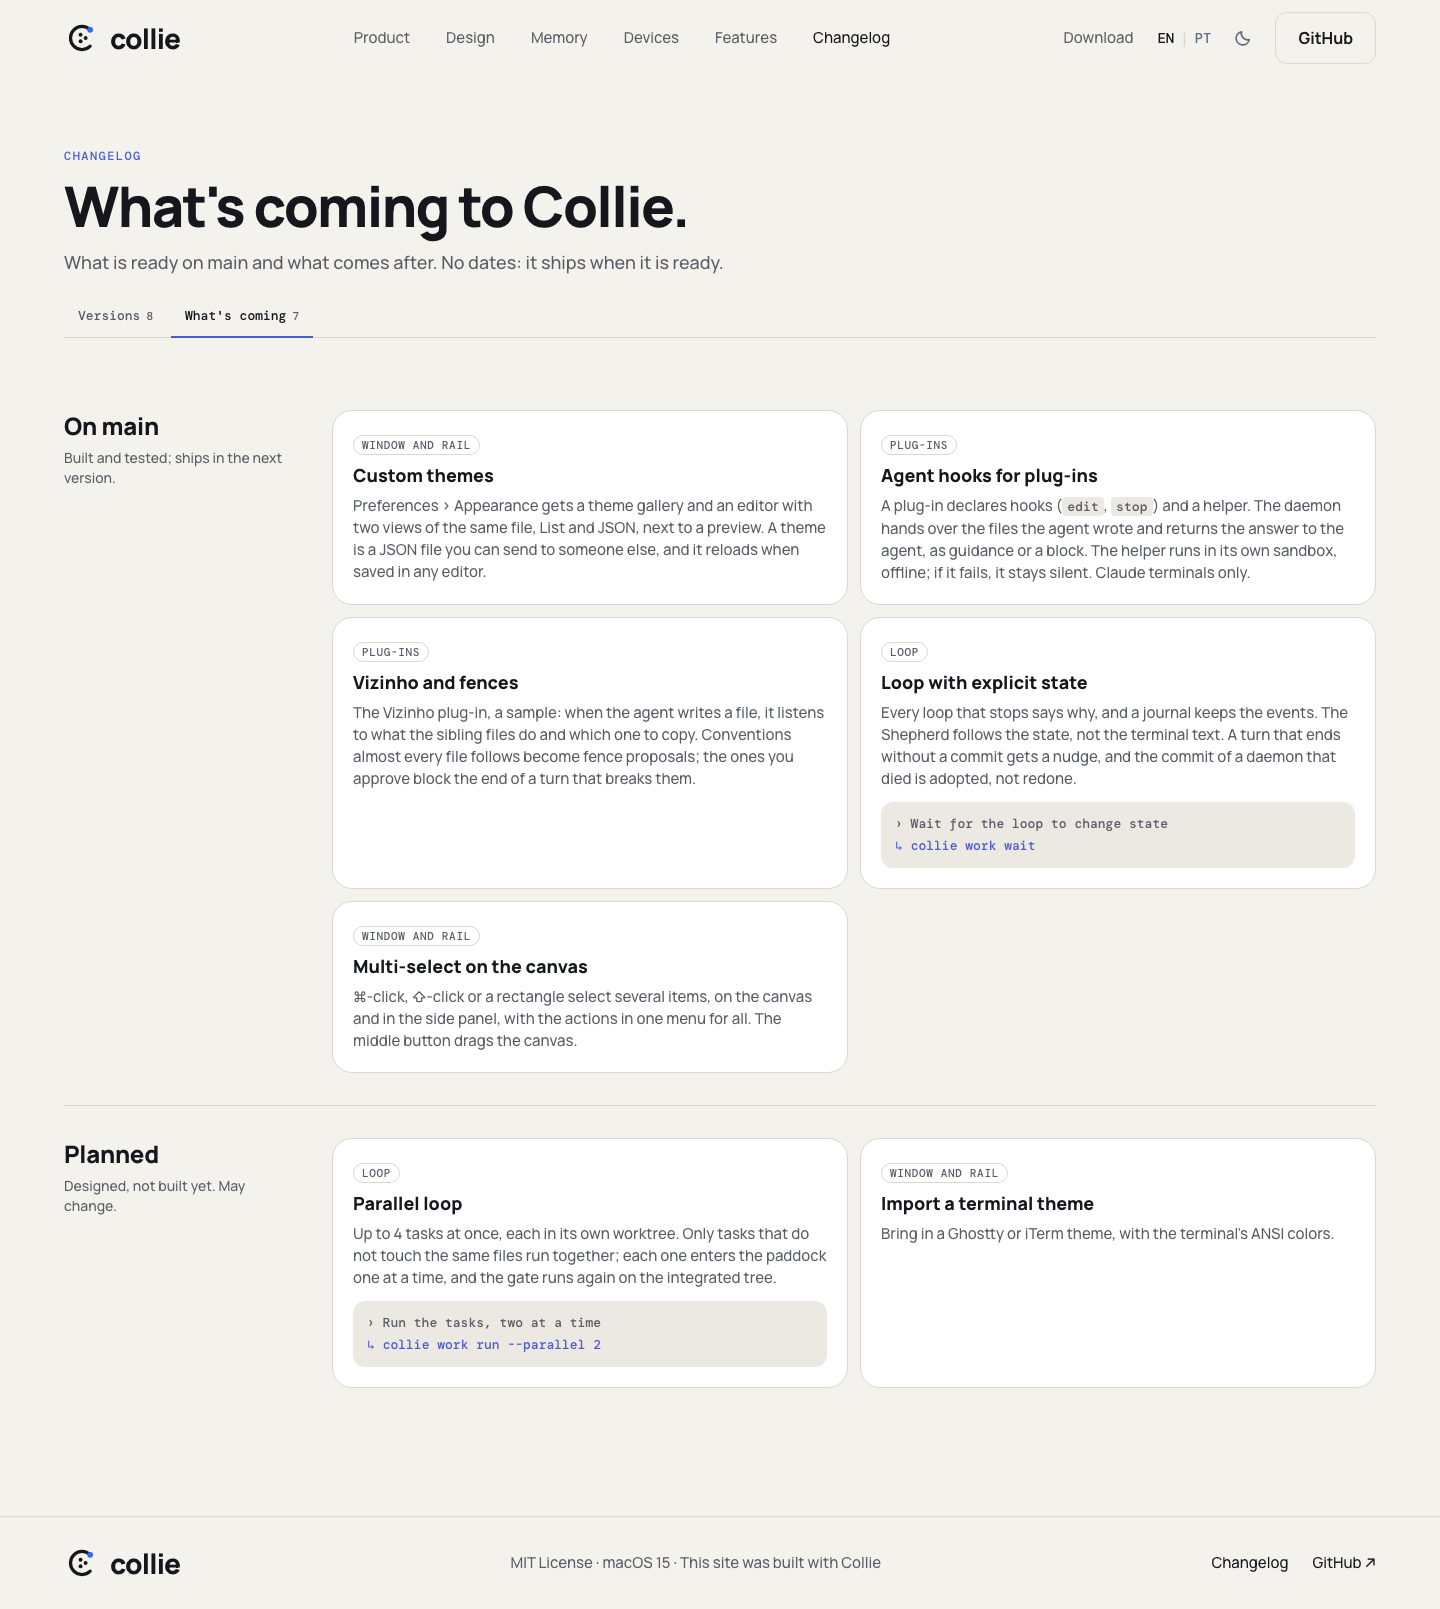 collie
Product Design Memory Devices Features Changelog
Download EN | PT GitHub
CHANGELOG
What's coming to Collie.
What is ready on main and what comes after. No dates: it ships when it is ready.
Versions 8 What's coming 7
On main
Built and tested; ships in the next
version.
WINDOW AND RAIL
Custom themes
Preferences › Appearance gets a theme gallery and an editor with
two views of the same file, List and JSON, next to a preview. A theme
is a JSON file you can send to someone else, and it reloads when
saved in any editor.
PLUG-INS
Agent hooks for plug-ins
A plug-in declares hooks (edit, stop) and a helper. The daemon
hands over the files the agent wrote and returns the answer to the
agent, as guidance or a block. The helper runs in its own sandbox,
offline; if it fails, it stays silent. Claude terminals only.
PLUG-INS
Vizinho and fences
The Vizinho plug-in, a sample: when the agent writes a file, it listens
to what the sibling files do and which one to copy. Conventions
almost every file follows become fence proposals; the ones you
approve block the end of a turn that breaks them.
LOOP
Loop with explicit state
Every loop that stops says why, and a journal keeps the events. The
Shepherd follows the state, not the terminal text. A turn that ends
without a commit gets a nudge, and the commit of a daemon that
died is adopted, not redone.
› Wait for the loop to change state
↳ collie work wait
WINDOW AND RAIL
Multi-select on the canvas
⌘-click, ⇧-click or a rectangle select several items, on the canvas
and in the side panel, with the actions in one menu for all. The
middle button drags the canvas.
Planned
Designed, not built yet. May
change.
LOOP
Parallel loop
Up to 4 tasks at once, each in its own worktree. Only tasks that do
not touch the same files run together; each one enters the paddock
one at a time, and the gate runs again on the integrated tree.
› Run the tasks, two at a time
↳ collie work run --parallel 2
WINDOW AND RAIL
Import a terminal theme
Bring in a Ghostty or iTerm theme, with the terminal's ANSI colors.
collie
MIT License · macOS 15 · This site was built with Collie
Changelog GitHub ↗